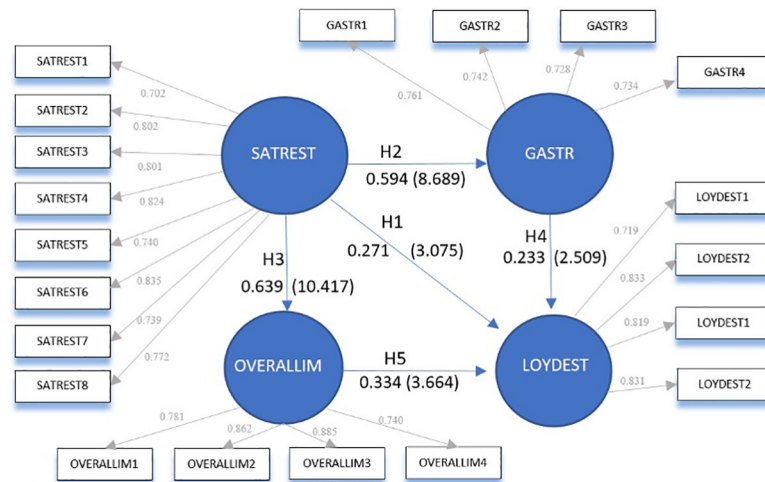 GASTR1
GASTR2
GASTR3
GASTR4
SATREST1
SATREST2
SATREST3
SATREST4
SATREST5
SATREST6
SATREST7
SATREST8
0.702
0.802
0.801
0.824
0.740
0.835
0.739
0.772
0.761
0.742
0.728
0.734
SATREST
GASTR
H2
0.594 (8.689)
H1
0.271 (3.075)
H3
0.639 (10.417)
H4
0.233 (2.509)
LOYDEST1
LOYDEST2
LOYDEST1
LOYDEST2
0.719
0.833
0.819
0.831
OVERALLIM
H5
0.334 (3.664)
LOYDEST
0.781
0.862
0.885
0.740
OVERALLIM1
OVERALLIM2
OVERALLIM3
OVERALLIM4